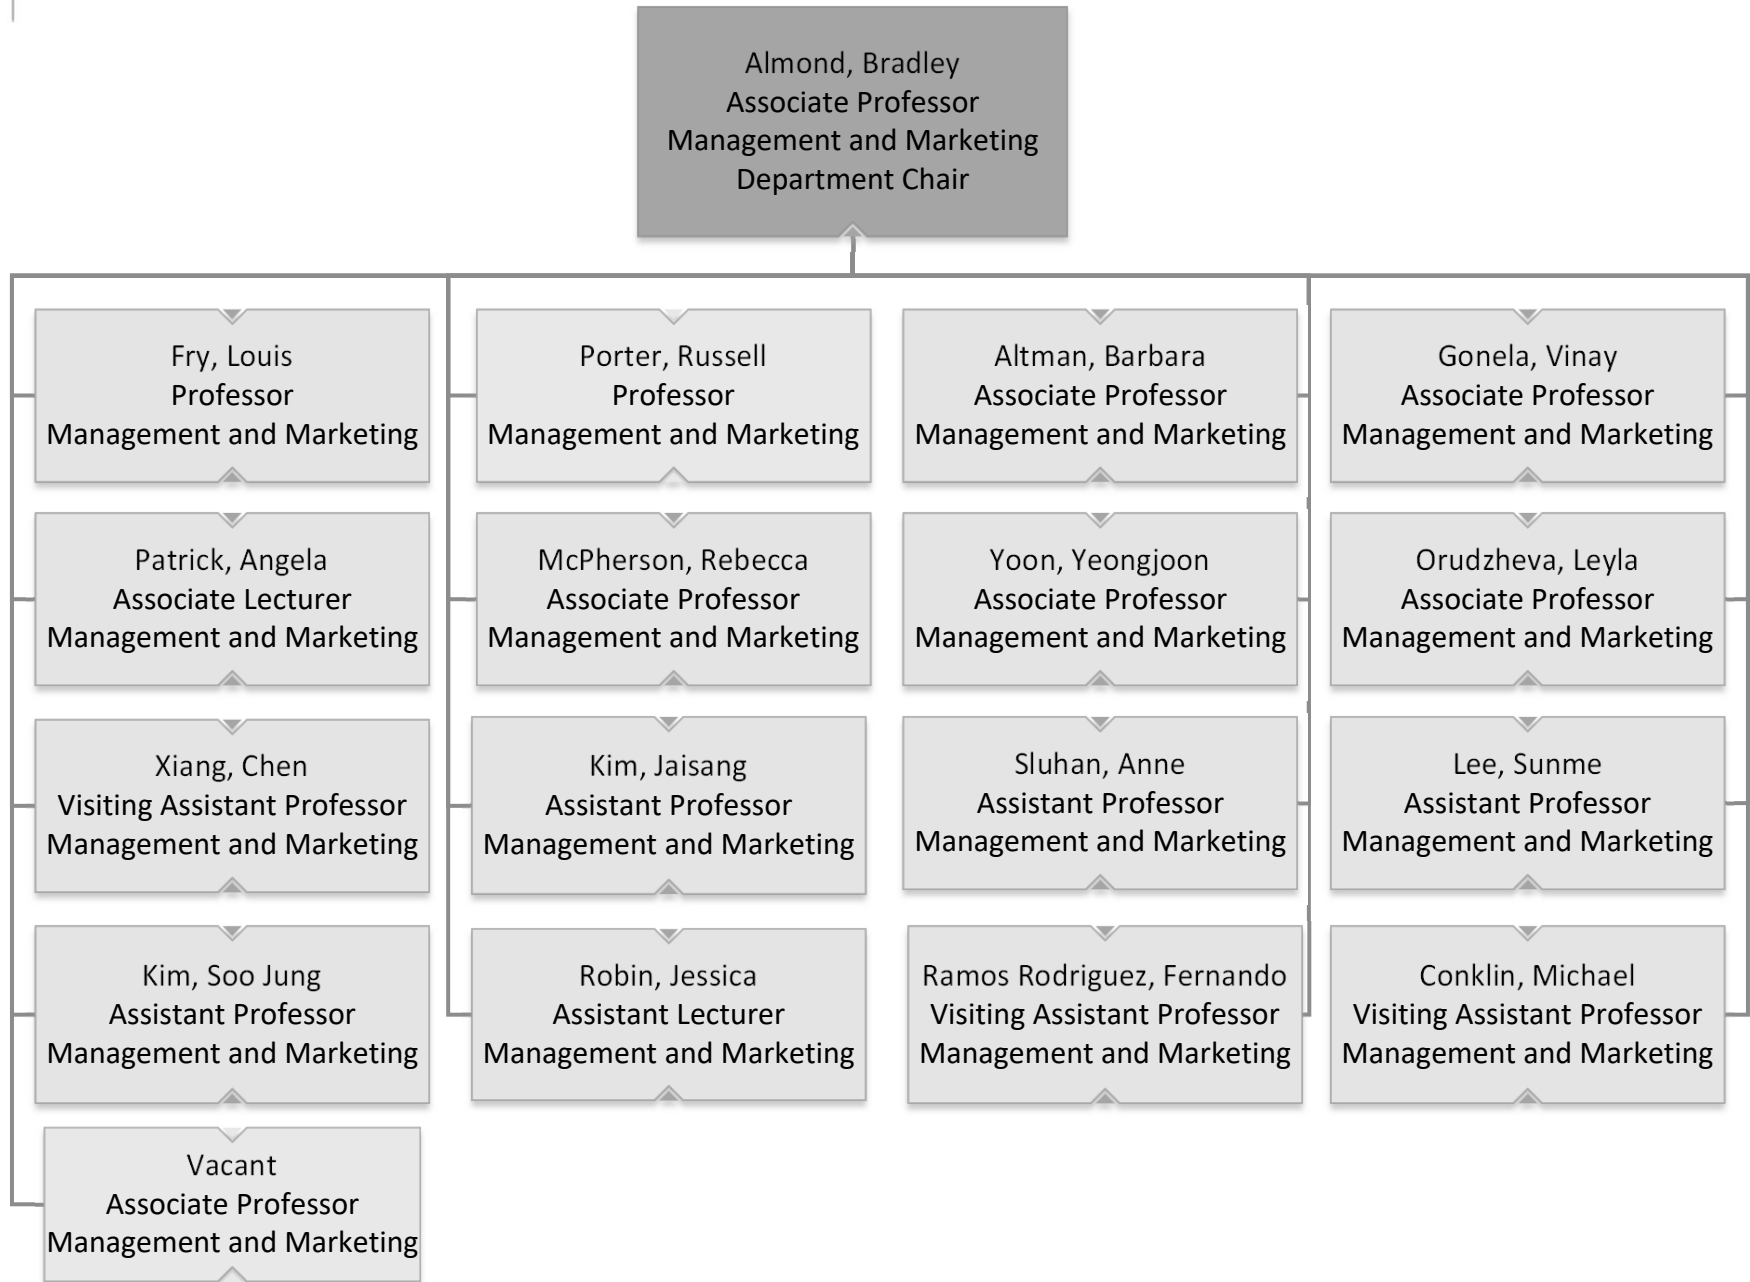 Almond, Bradley
Associate Professor
Management and Marketing
Department Chair
Fry, Louis
Professor
Management and Marketing
Porter, Russell
Professor
Management and Marketing
Altman, Barbara
Associate Professor
Management and Marketing
Gonela, Vinay
Associate Professor
Management and Marketing
Patrick, Angela
Associate Lecturer
Management and Marketing
McPherson, Rebecca
Associate Professor
Management and Marketing
Yoon, Yeongjoon
Associate Professor
Management and Marketing
Orudzheva, Leyla
Associate Professor
Management and Marketing
Xiang, Chen
Visiting Assistant Professor
Management and Marketing
Kim, Jaisang
Assistant Professor
Management and Marketing
Sluhan, Anne
Assistant Professor
Management and Marketing
Lee, Sunme
Assistant Professor
Management and Marketing
Kim, Soo Jung
Assistant Professor
Management and Marketing
Robin, Jessica
Assistant Lecturer
Management and Marketing
Ramos Rodriguez, Fernando
Visiting Assistant Professor
Management and Marketing
Conklin, Michael
Visiting Assistant Professor
Management and Marketing
Vacant
Associate Professor
Management and Marketing